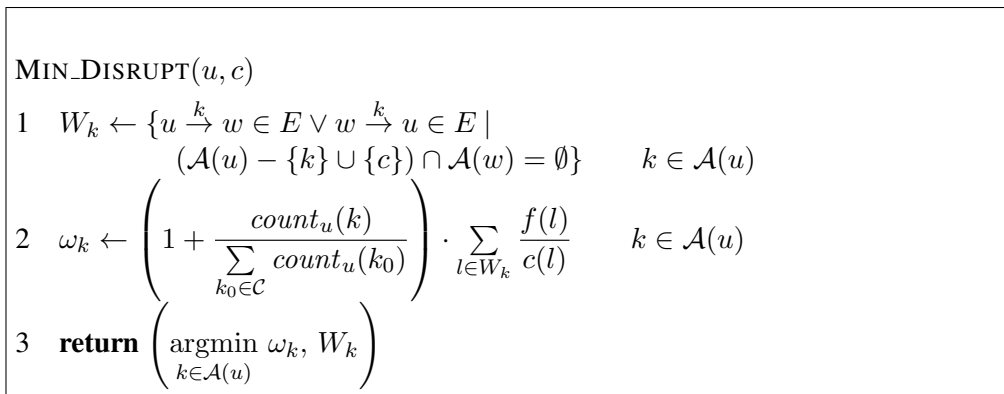 MIN_DISRUPT(u, c)
1 W_k ← {u →^k w ∈ E ∨ w →^k u ∈ E |
(𝒜(u) − {k} ∪ {c}) ∩ 𝒜(w) = ∅} k ∈ 𝒜(u)
2 ω_k ← (1 + count_u(k) / ∑_{k_0∈𝒞} count_u(k_0)) · ∑_{l∈W_k} f(l)/c(l) k ∈ 𝒜(u)
3 return (argmin_{k∈𝒜(u)} ω_k, W_k)